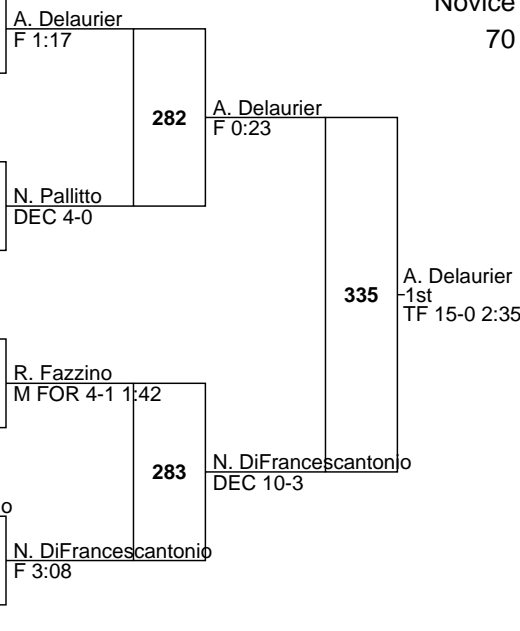 Novice
70
A. Delaurier
F 1:17
282
A. Delaurier
F 0:23
N. Pallitto
DEC 4-0
335
A. Delaurier
1st
TF 15-0 2:35
R. Fazzino
M FOR 4-1 1:42
283
N. DiFrancescantonio
DEC 10-3
o
N. DiFrancescantonio
F 3:08